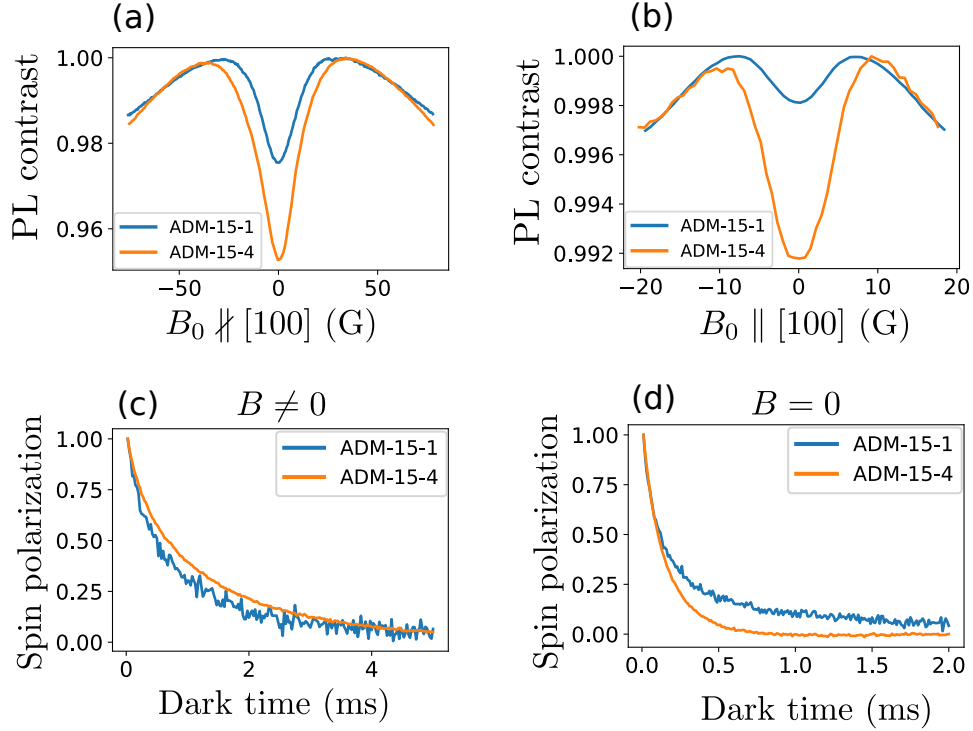 (a)
1.00
0.98
0.96
PL contrast
ADM-15-1
ADM-15-4
−50
0
50
B₀ ∦ [100] (G)
(b)
1.000
0.998
0.996
0.994
0.992
PL contrast
ADM-15-1
ADM-15-4
−20
−10
0
10
20
B₀ ∥ [100] (G)
(c)
B ≠ 0
1.00
0.75
0.50
0.25
0.00
Spin polarization
ADM-15-1
ADM-15-4
0
2
4
Dark time (ms)
(d)
B = 0
1.00
0.75
0.50
0.25
0.00
Spin polarization
ADM-15-1
ADM-15-4
0.0
0.5
1.0
1.5
2.0
Dark time (ms)